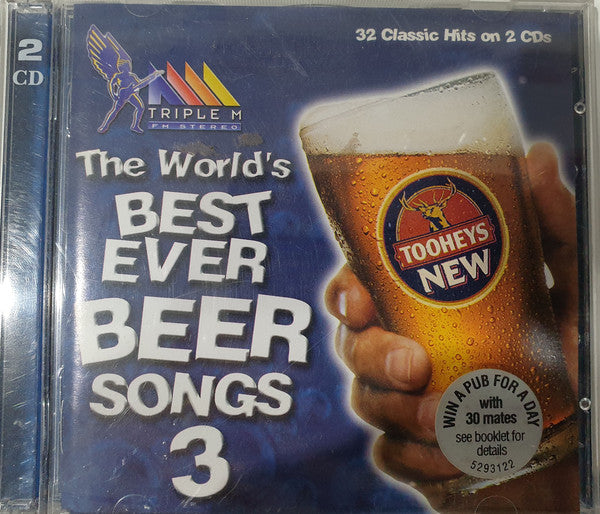 2
CD
32 Classic Hits on 2 CDs
TRIPLE M
FM STEREO
The World's
BEST
EVER
BEER
SONGS
3
TOOHEYS
NEW
WIN A PUB FOR A DAY
with
30 mates
see booklet for
details
5293122